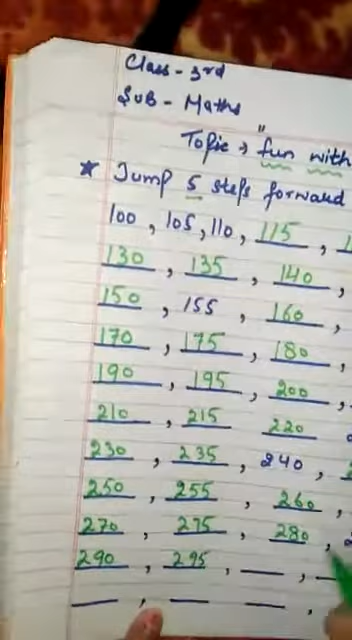 Class - 3rd
Sub - Maths
Topic → "fun with
* Jump 5 steps forward
100, 105, 110, 115,
130, 135, 140,
150, 155, 160,
170, 175, 180,
190, 195, 200,
210, 215 220
230, 235, 240,
250, 255, 260,
270, 275, 280,
290, 295,